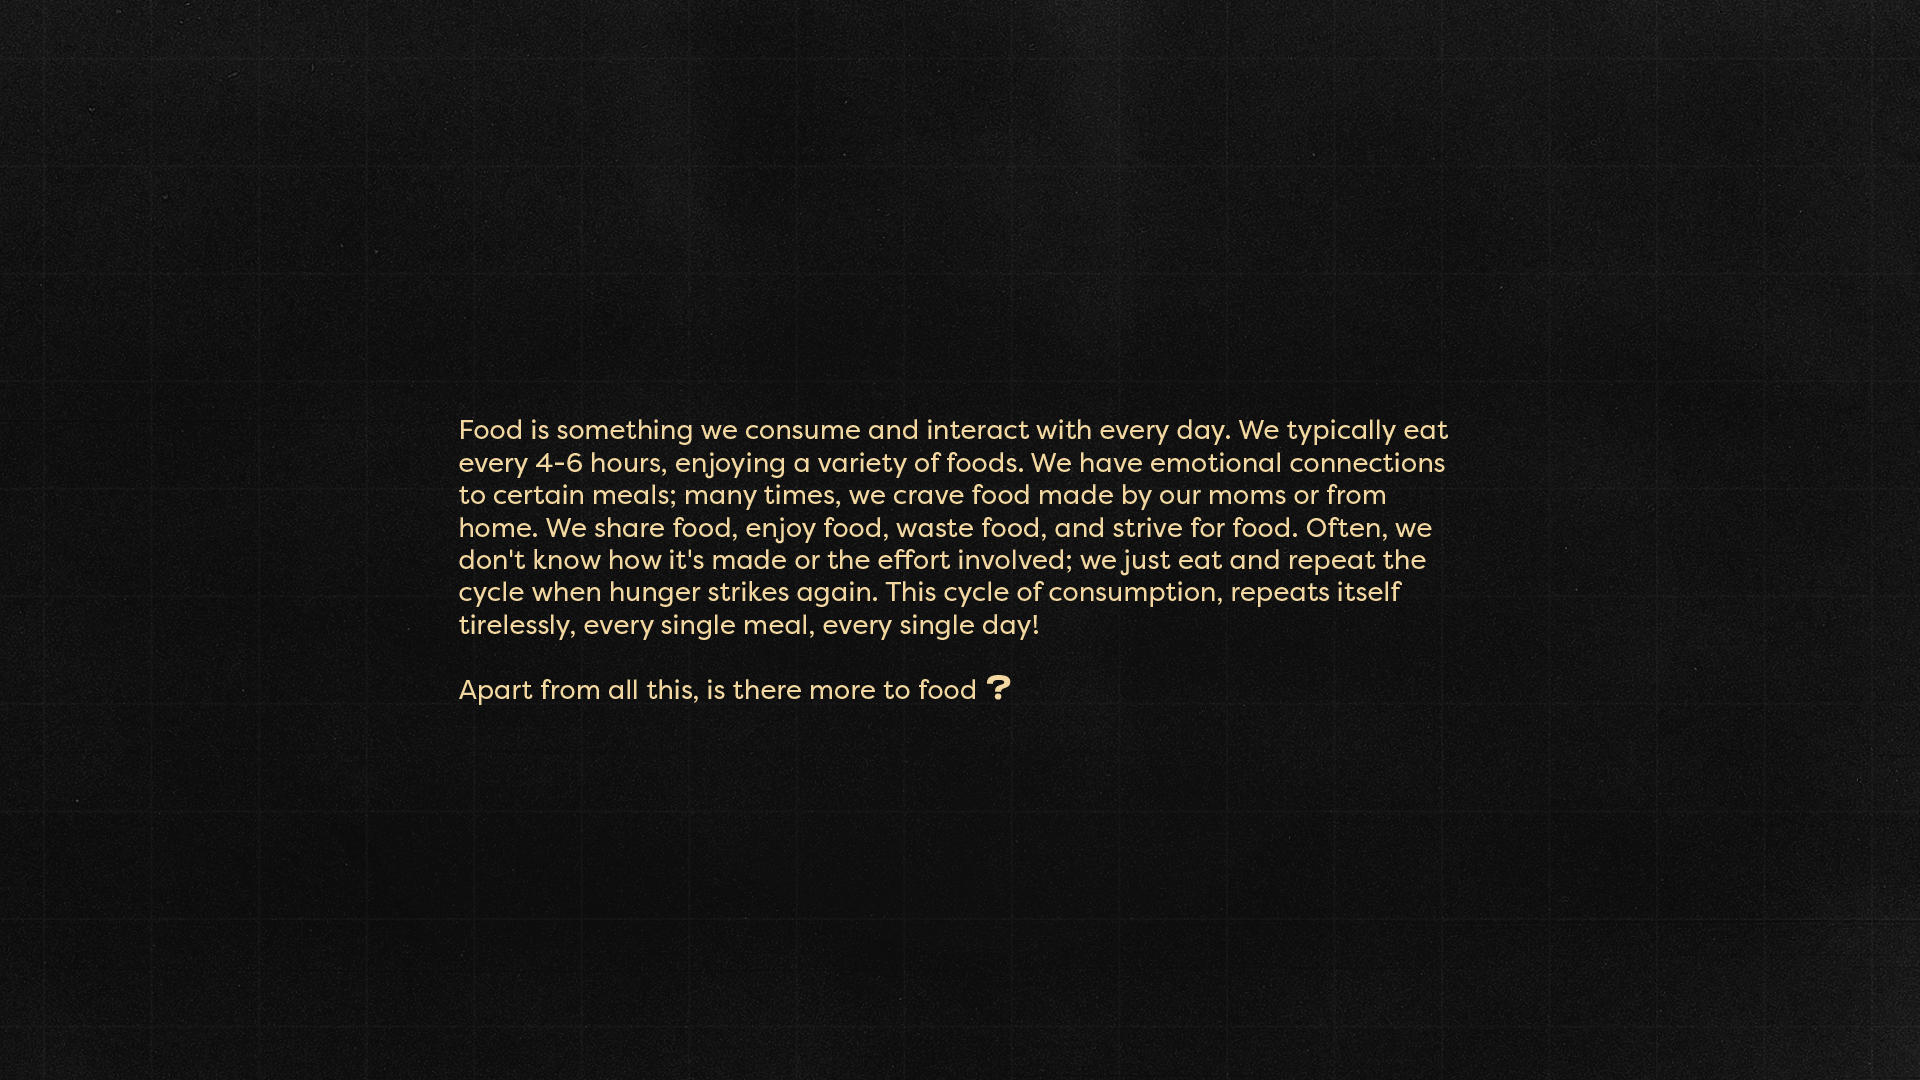 Food is something we consume and interact with every day. We typically eat
every 4-6 hours, enjoying a variety of foods. We have emotional connections
to certain meals; many times, we crave food made by our moms or from
home. We share food, enjoy food, waste food, and strive for food. Often, we
don't know how it's made or the effort involved; we just eat and repeat the
cycle when hunger strikes again. This cycle of consumption, repeats itself
tirelessly, every single meal, every single day!
Apart from all this, is there more to food ?